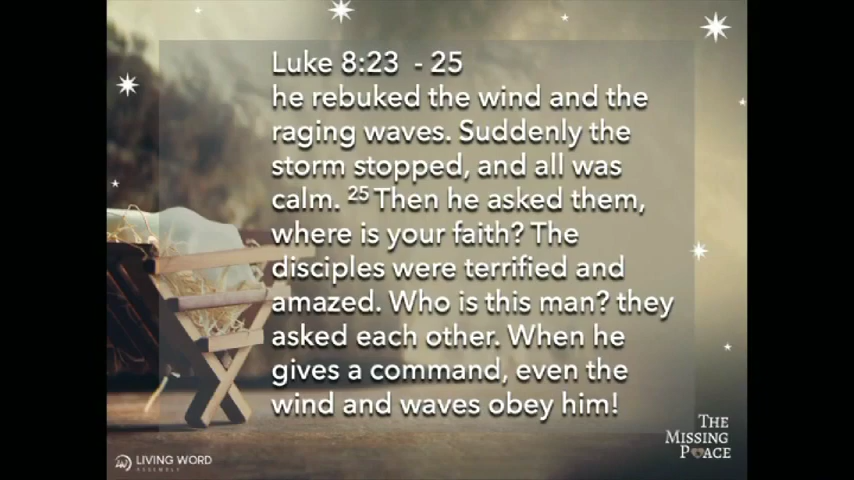 Luke 8:23 - 25
he rebuked the wind and the
raging waves. Suddenly the
storm stopped, and all was
calm. 25 Then he asked them,
where is your faith? The
disciples were terrified and
amazed. Who is this man? they
asked each other. When he
gives a command, even the
wind and waves obey him!
THE
MISSING
PEACE
LIVING WORD
ASSEMBLY